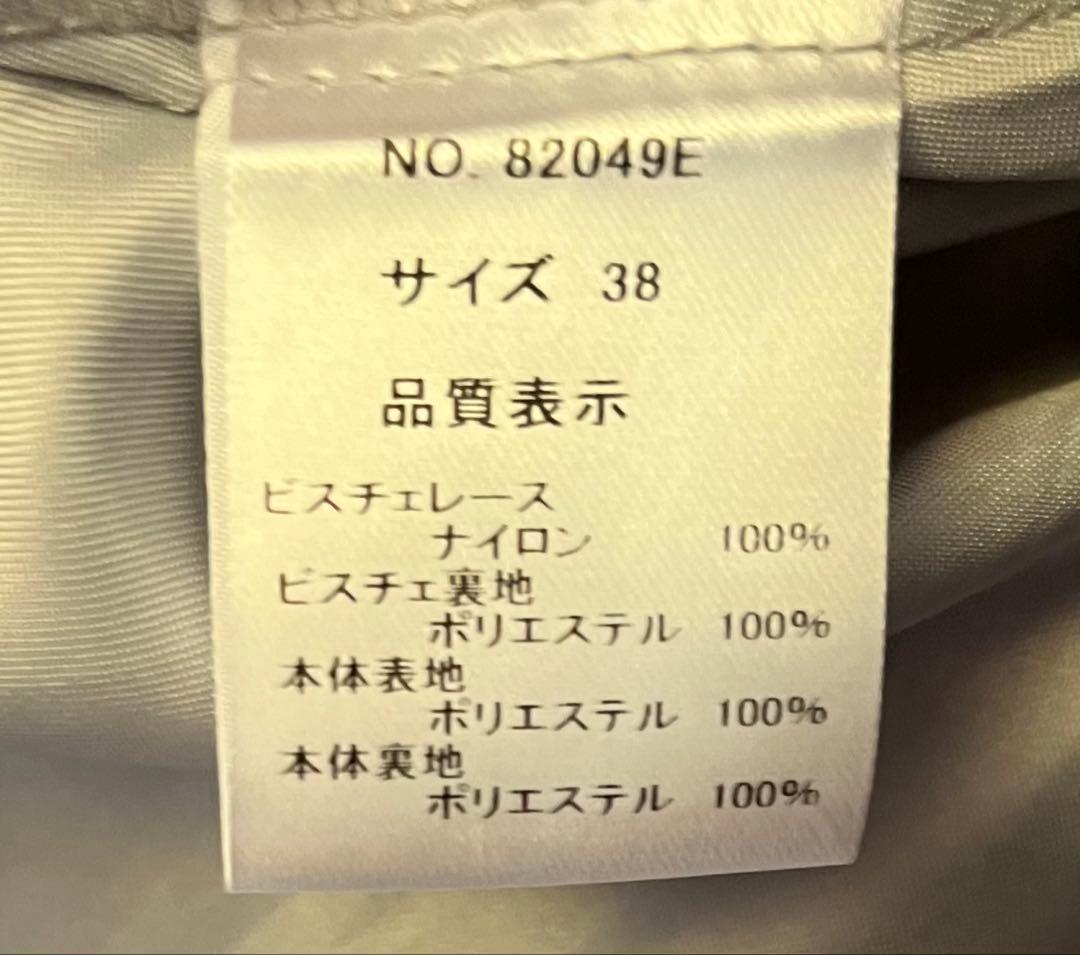 NO. 82049E
サイズ 38
品質表示
ビスチェレース
ナイロン 100%
ビスチェ裏地
ポリエステル 100%
本体表地
ポリエステル 100%
本体裏地
ポリエステル 100%